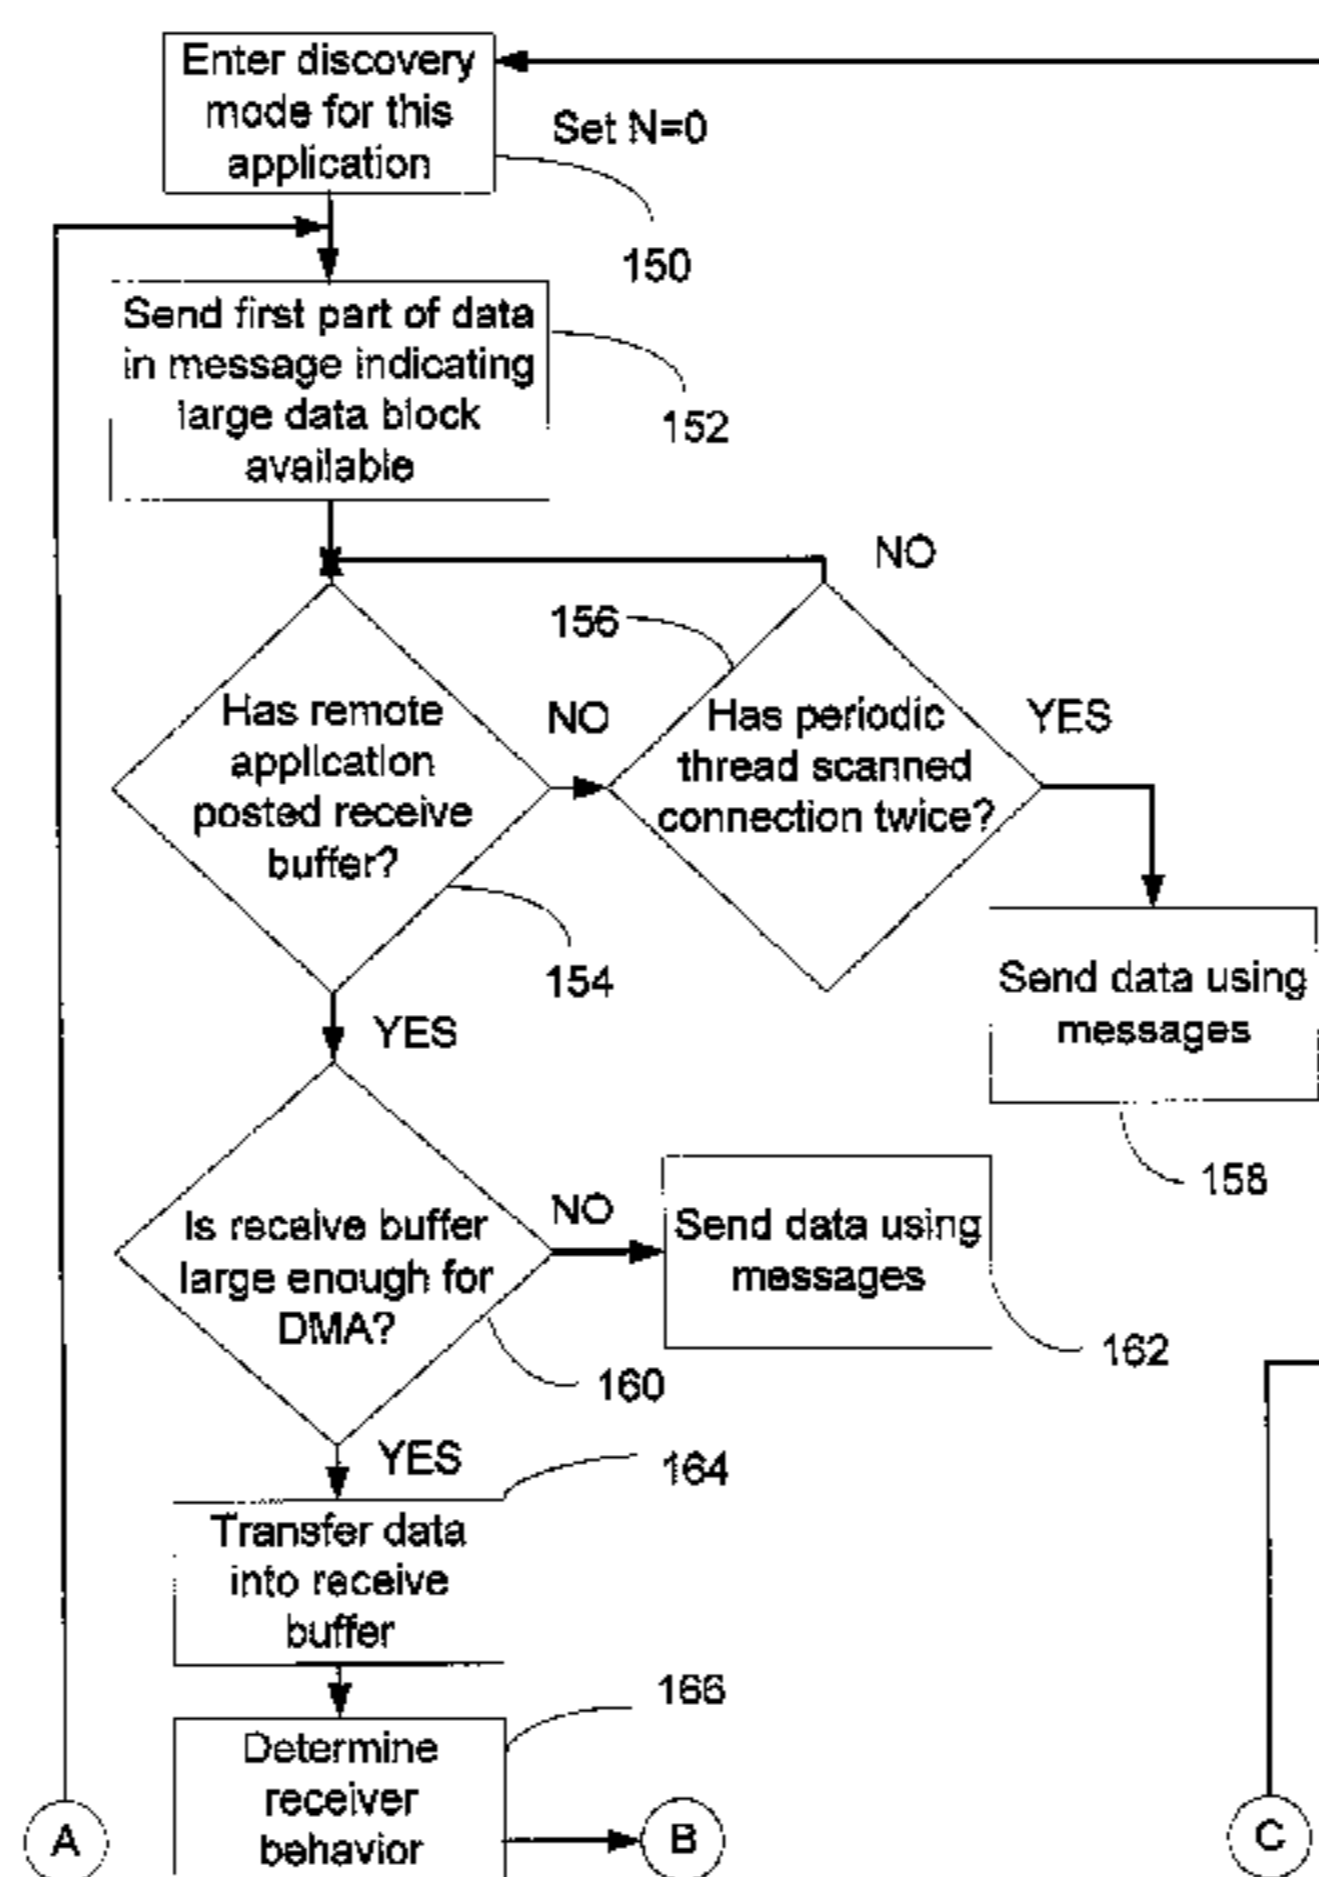 Enter discovery
mode for this
application
Set N=0
150
Send first part of data
in message indicating
large data block
available
152
NO
156
Has remote
application
posted receive
buffer?
NO
Has periodic
thread scanned
connection twice?
YES
154
YES
Send data using
messages
158
Is receive buffer
large enough for
DMA?
NO
Send data using
messages
162
160
YES
164
Transfer data
into receive
buffer
166
Determine
receiver
behavior
A
B
C